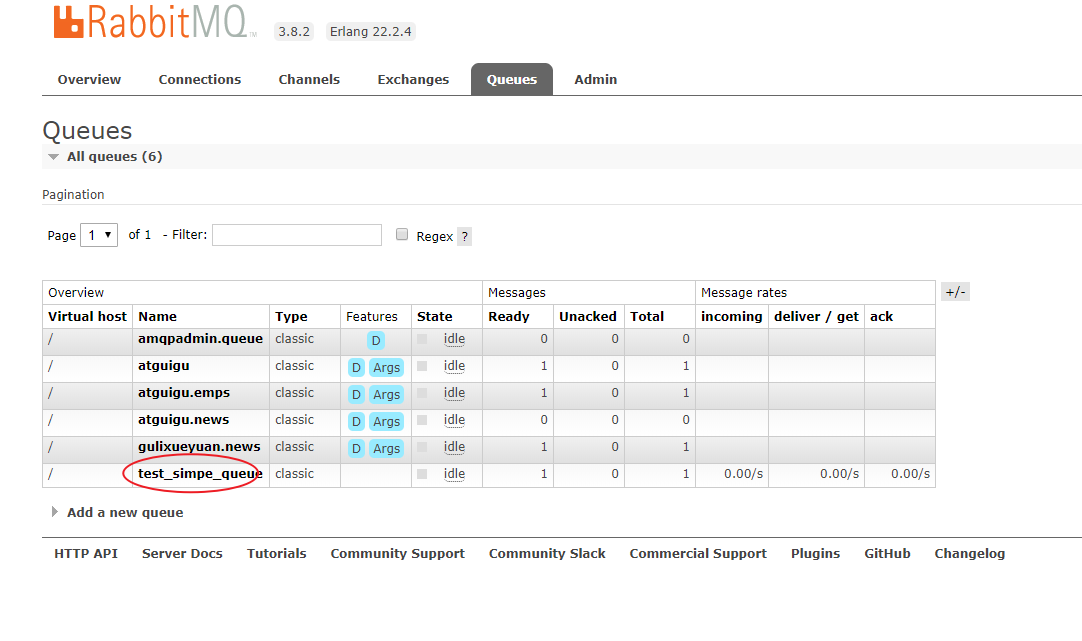 RabbitMQ TM 3.8.2 Erlang 22.2.4
Overview Connections Channels Exchanges Queues Admin
Queues
All queues (6)
Pagination
Page 1 of 1 - Filter: Regex ?
Overview Messages Message rates +/-
Virtual host Name Type Features State Ready Unacked Total incoming deliver / get ack
/ amqpadmin.queue classic D idle 0 0 0
/ atguigu classic D Args idle 1 0 1
/ atguigu.emps classic D Args idle 1 0 1
/ atguigu.news classic D Args idle 0 0 0
/ gulixueyuan.news classic D Args idle 1 0 1
/ test_simpe_queue classic idle 1 0 1 0.00/s 0.00/s 0.00/s
Add a new queue
HTTP API Server Docs Tutorials Community Support Community Slack Commercial Support Plugins GitHub Changelog